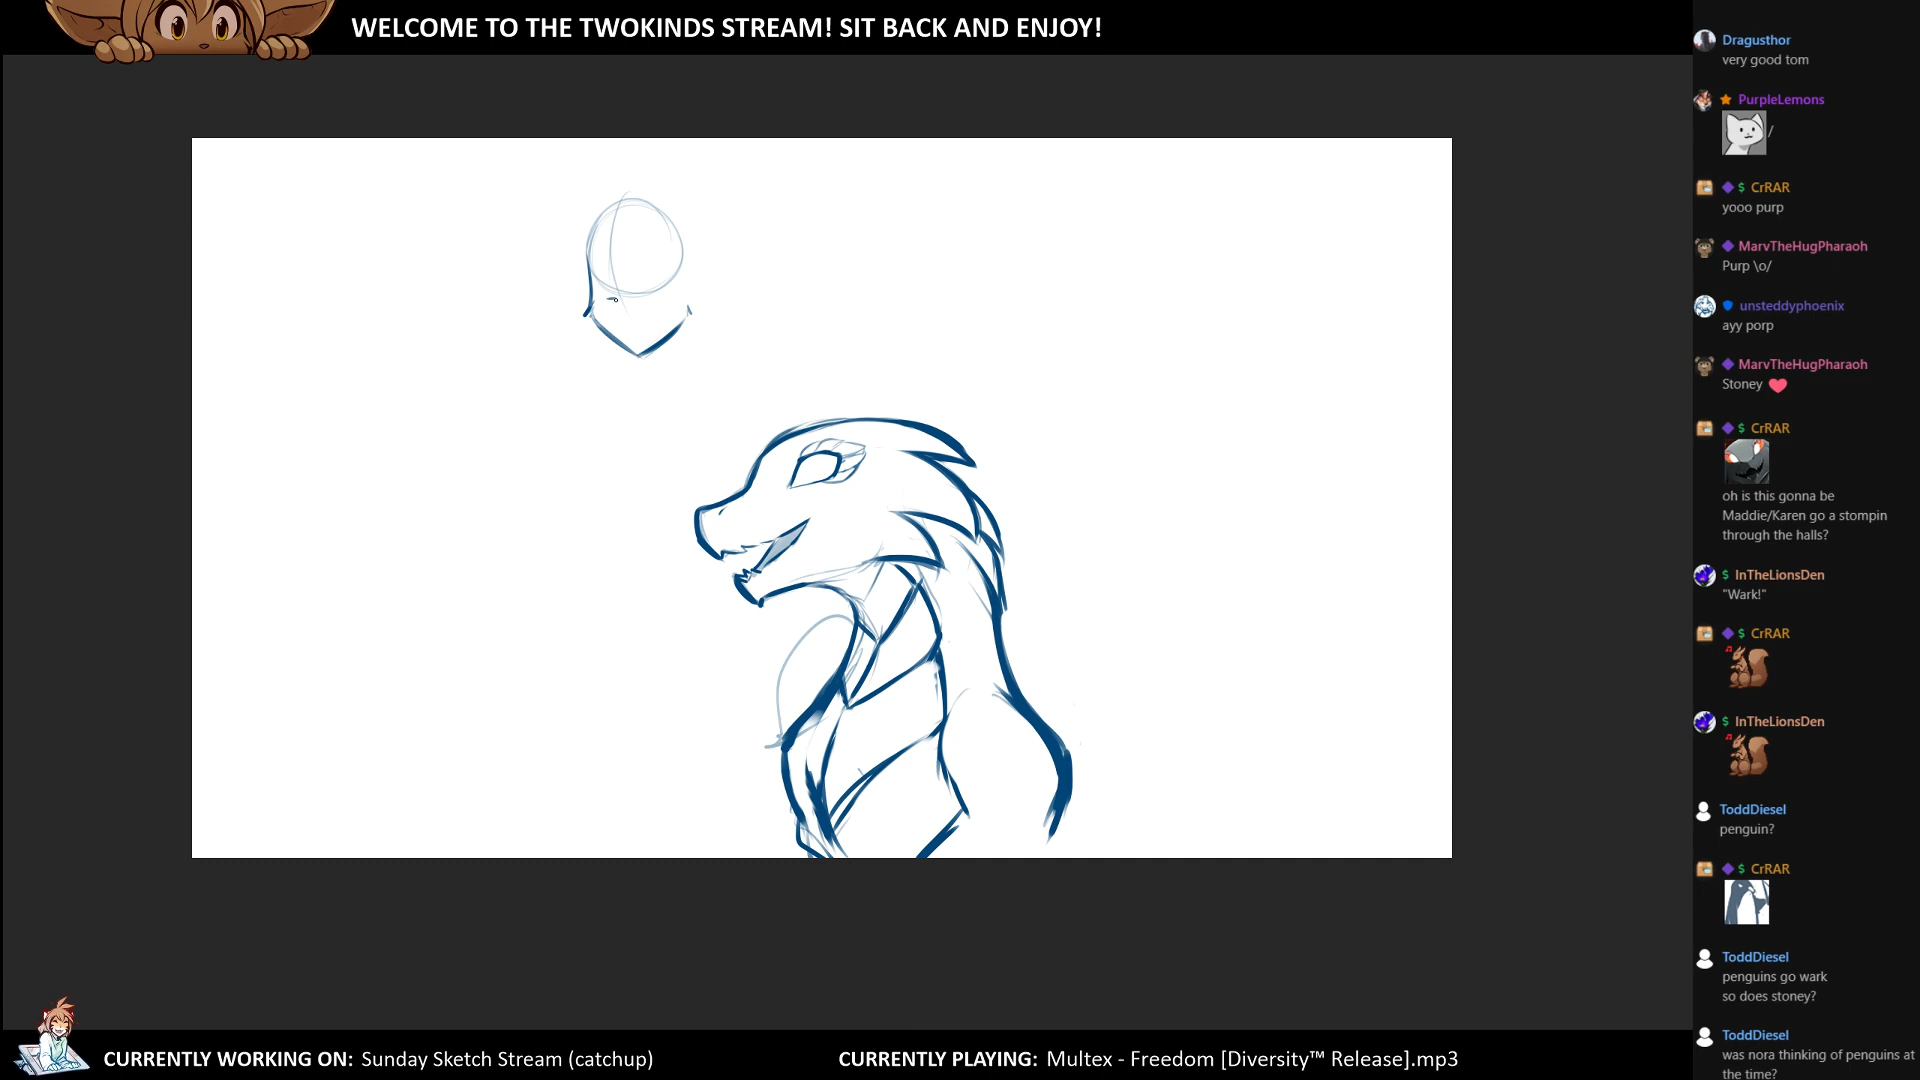 WELCOME TO THE TWOKINDS STREAM! SIT BACK AND ENJOY!
Dragusthor
very good tom
PurpleLemons
/
$ CrRAR
yooo purp
MarvTheHugPharaoh
Purp \o/
unsteddyphoenix
ayy porp
MarvTheHugPharaoh
Stoney
$ CrRAR
oh is this gonna be
Maddie/Karen go a stompin
through the halls?
$ InTheLionsDen
"Wark!"
$ CrRAR
$ InTheLionsDen
ToddDiesel
penguin?
$ CrRAR
ToddDiesel
penguins go wark
so does stoney?
ToddDiesel
was nora thinking of penguins at
the time?
CURRENTLY WORKING ON: Sunday Sketch Stream (catchup)
CURRENTLY PLAYING: Multex - Freedom [Diversity™ Release].mp3